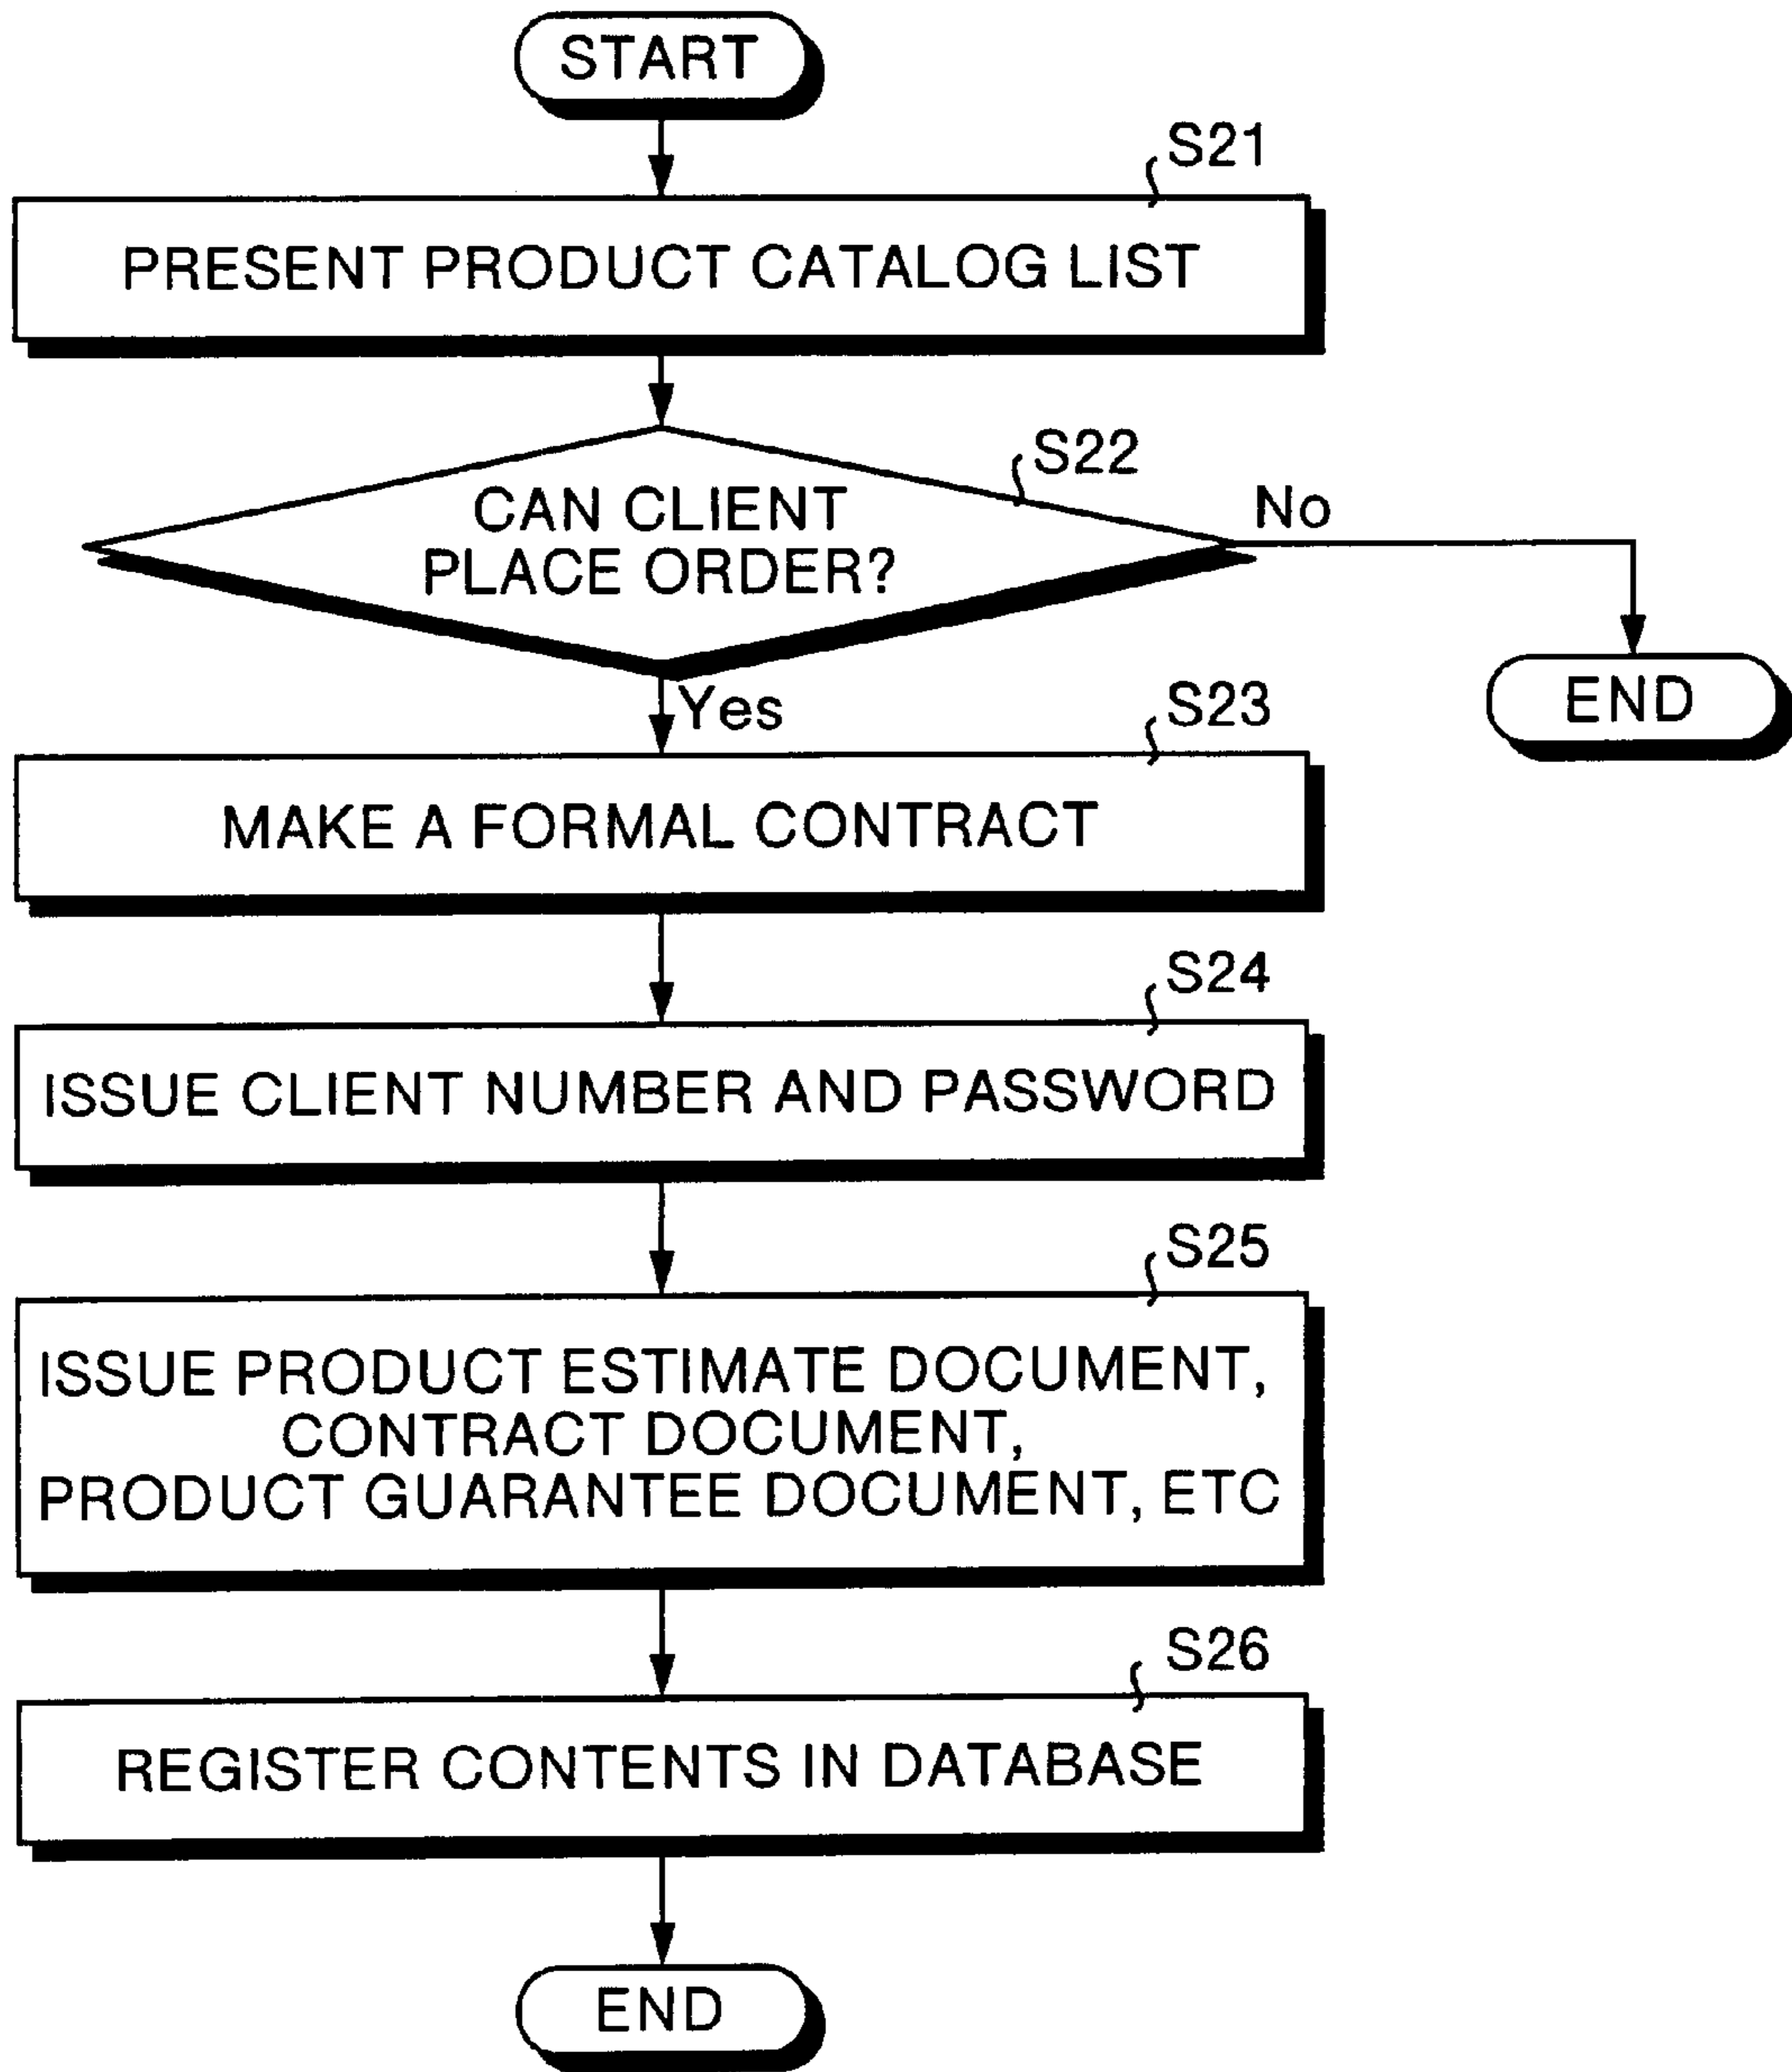 START
S21
PRESENT PRODUCT CATALOG LIST
S22
CAN CLIENT
PLACE ORDER?
No
END
Yes
S23
MAKE A FORMAL CONTRACT
S24
ISSUE CLIENT NUMBER AND PASSWORD
S25
ISSUE PRODUCT ESTIMATE DOCUMENT,
CONTRACT DOCUMENT,
PRODUCT GUARANTEE DOCUMENT, ETC
S26
REGISTER CONTENTS IN DATABASE
END